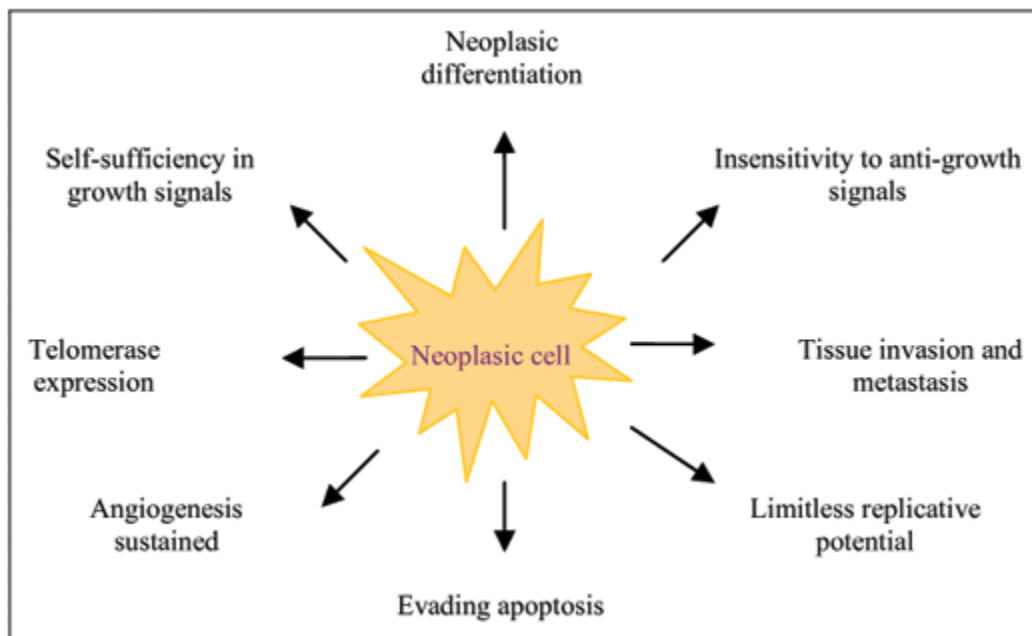 Neoplasic
differentiation
Self-sufficiency in
growth signals
Insensitivity to anti-growth
signals
Telomerase
expression
Neoplasic cell
Tissue invasion and
metastasis
Angiogenesis
sustained
Limitless replicative
potential
Evading apoptosis